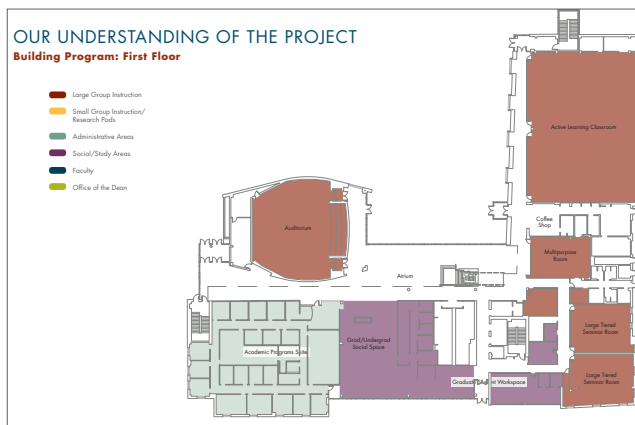 OUR UNDERSTANDING OF THE PROJECT
Building Program: First Floor
Large Group Instruction
Small Group Instruction/
Research Pods
Administrative Areas
Social/Study Areas
Faculty
Office of the Dean
Active Learning Classroom
Coffee
Shop
Auditorium
Multipurpose
Room
Atrium
Large Tiered
Seminar Room
Grad/Undergrad
Social Space
Academic Programs Suite
Large Tiered
Seminar Room
Workspace